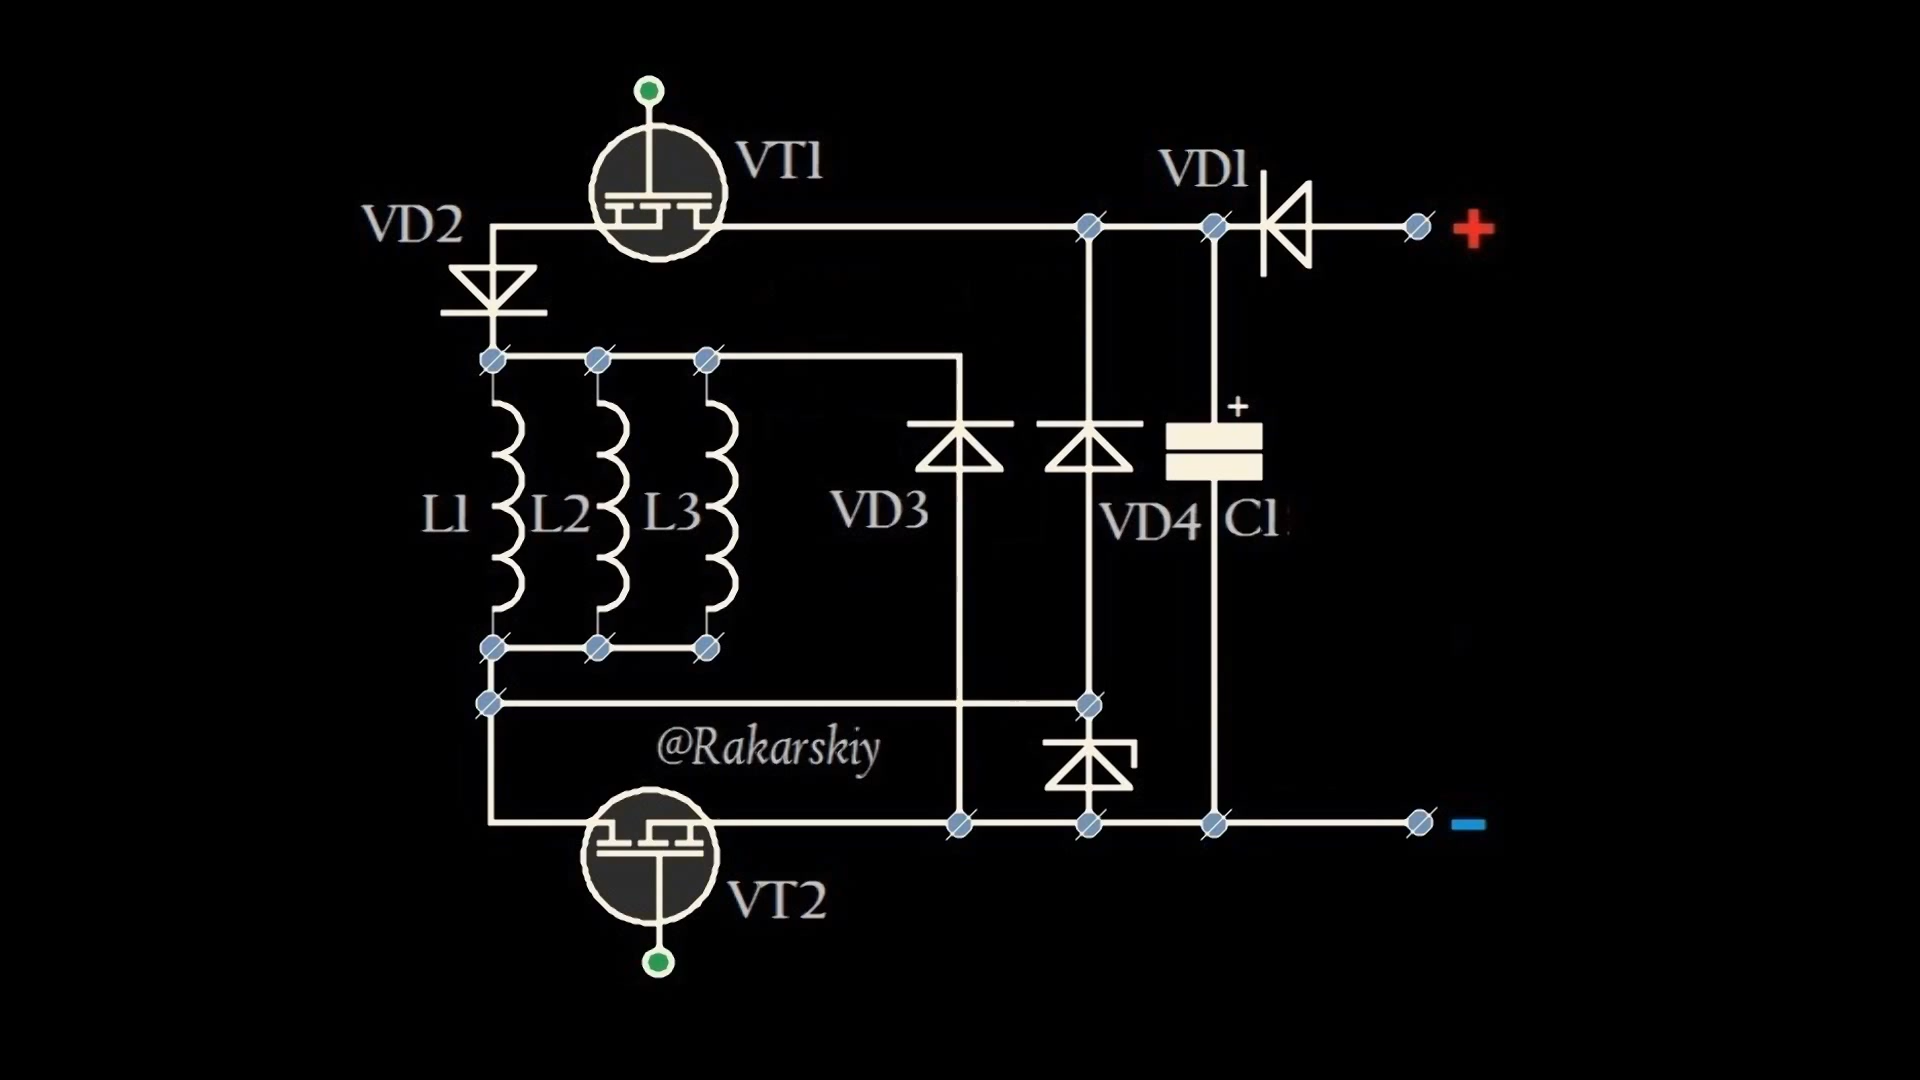 VT1
VD1
+
VD2
+
L1
L2
L3
VD3
VD4
C1
@Rakarskiy
-
VT2